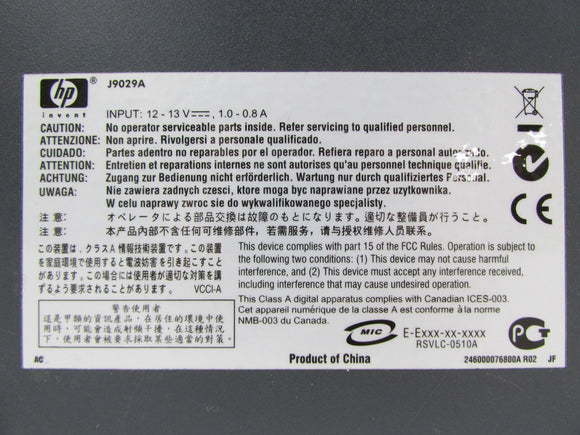 hp ® J9029A
invent
INPUT: 12 - 13 V⎓, 1.0 - 0.8 A
CAUTION: No operator serviceable parts inside. Refer servicing to qualified personnel.
ATTENZIONE: Non aprire. Rivolgersi a personale qualificado.
CUIDADO: Partes adentro no reparables por el operador. Refiera reparo a personal autorizado.
ATTENTION: Entretien et reparations internes ne sont autorises qu'au personnel technique qualifie.
ACHTUNG: Zugang zur Bedienung nicht erforderlich. Wartung nur durch qualifiziertes Personal.
UWAGA: Nie zawiera zadnych czesci, ktore moga byc naprawiane przez uzytkownika.
W celu naprawy zwroc sie do wykwalifikowanego specjalisty.
注意: オペレータによる部品交換は故障のもとになります。適切な整備員が行うこと。
注意: 本产品内部不含任何可维修部件, 若需服务, 请与维修人员联络。
この装置は、クラスA 情報技術装置です。この装置
を家庭環境で使用すると電波妨害を引き起こすこと
があります。この場合には使用者が適切な対策を講
ずるよう要求されることがあります。 VCCI-A
This device complies with part 15 of the FCC Rules. Operation is subject to
the following two conditions: (1) This device may not cause harmful
interference, and (2) This device must accept any interference received,
including interference that may cause undesired operation.
This Class A digital apparatus complies with Canadian ICES-003.
Cet appareil numérique de la classe A est conforme à la norme
NMB-003 du Canada.
警告使用者
這是甲類的資訊產品, 在居住的環境中使
用時, 可能會造成射頻干擾, 在這種情況下,
使用者會被要求採取某些適當的對策
MIC E-Exxx-xx-xxxx
RSVLC-0510A
AC Product of China 246000076800A R02 JF
N
CE
PCT